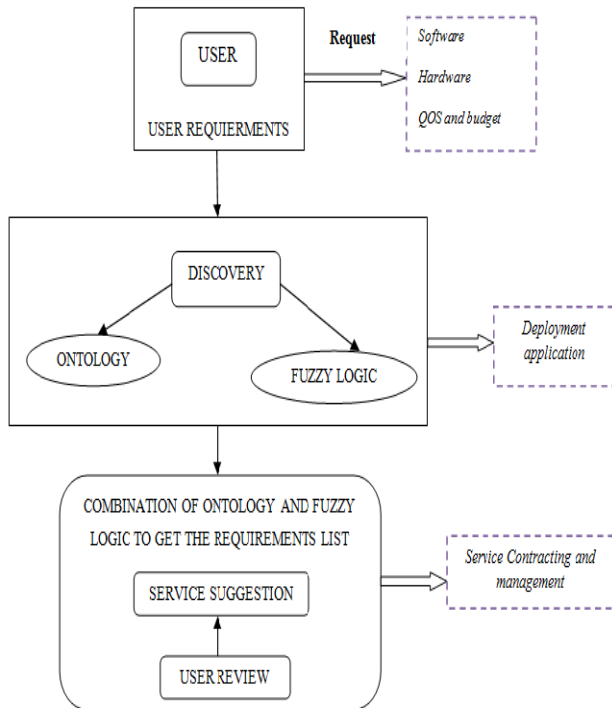 USER
USER REQUIERMENTS
Request
Software
Hardware
QOS and budget
DISCOVERY
ONTOLOGY
FUZZY LOGIC
Deployment
application
COMBINATION OF ONTOLOGY AND FUZZY
LOGIC TO GET THE REQUIREMENTS LIST
SERVICE SUGGESTION
USER REVIEW
Service Contracting and
management